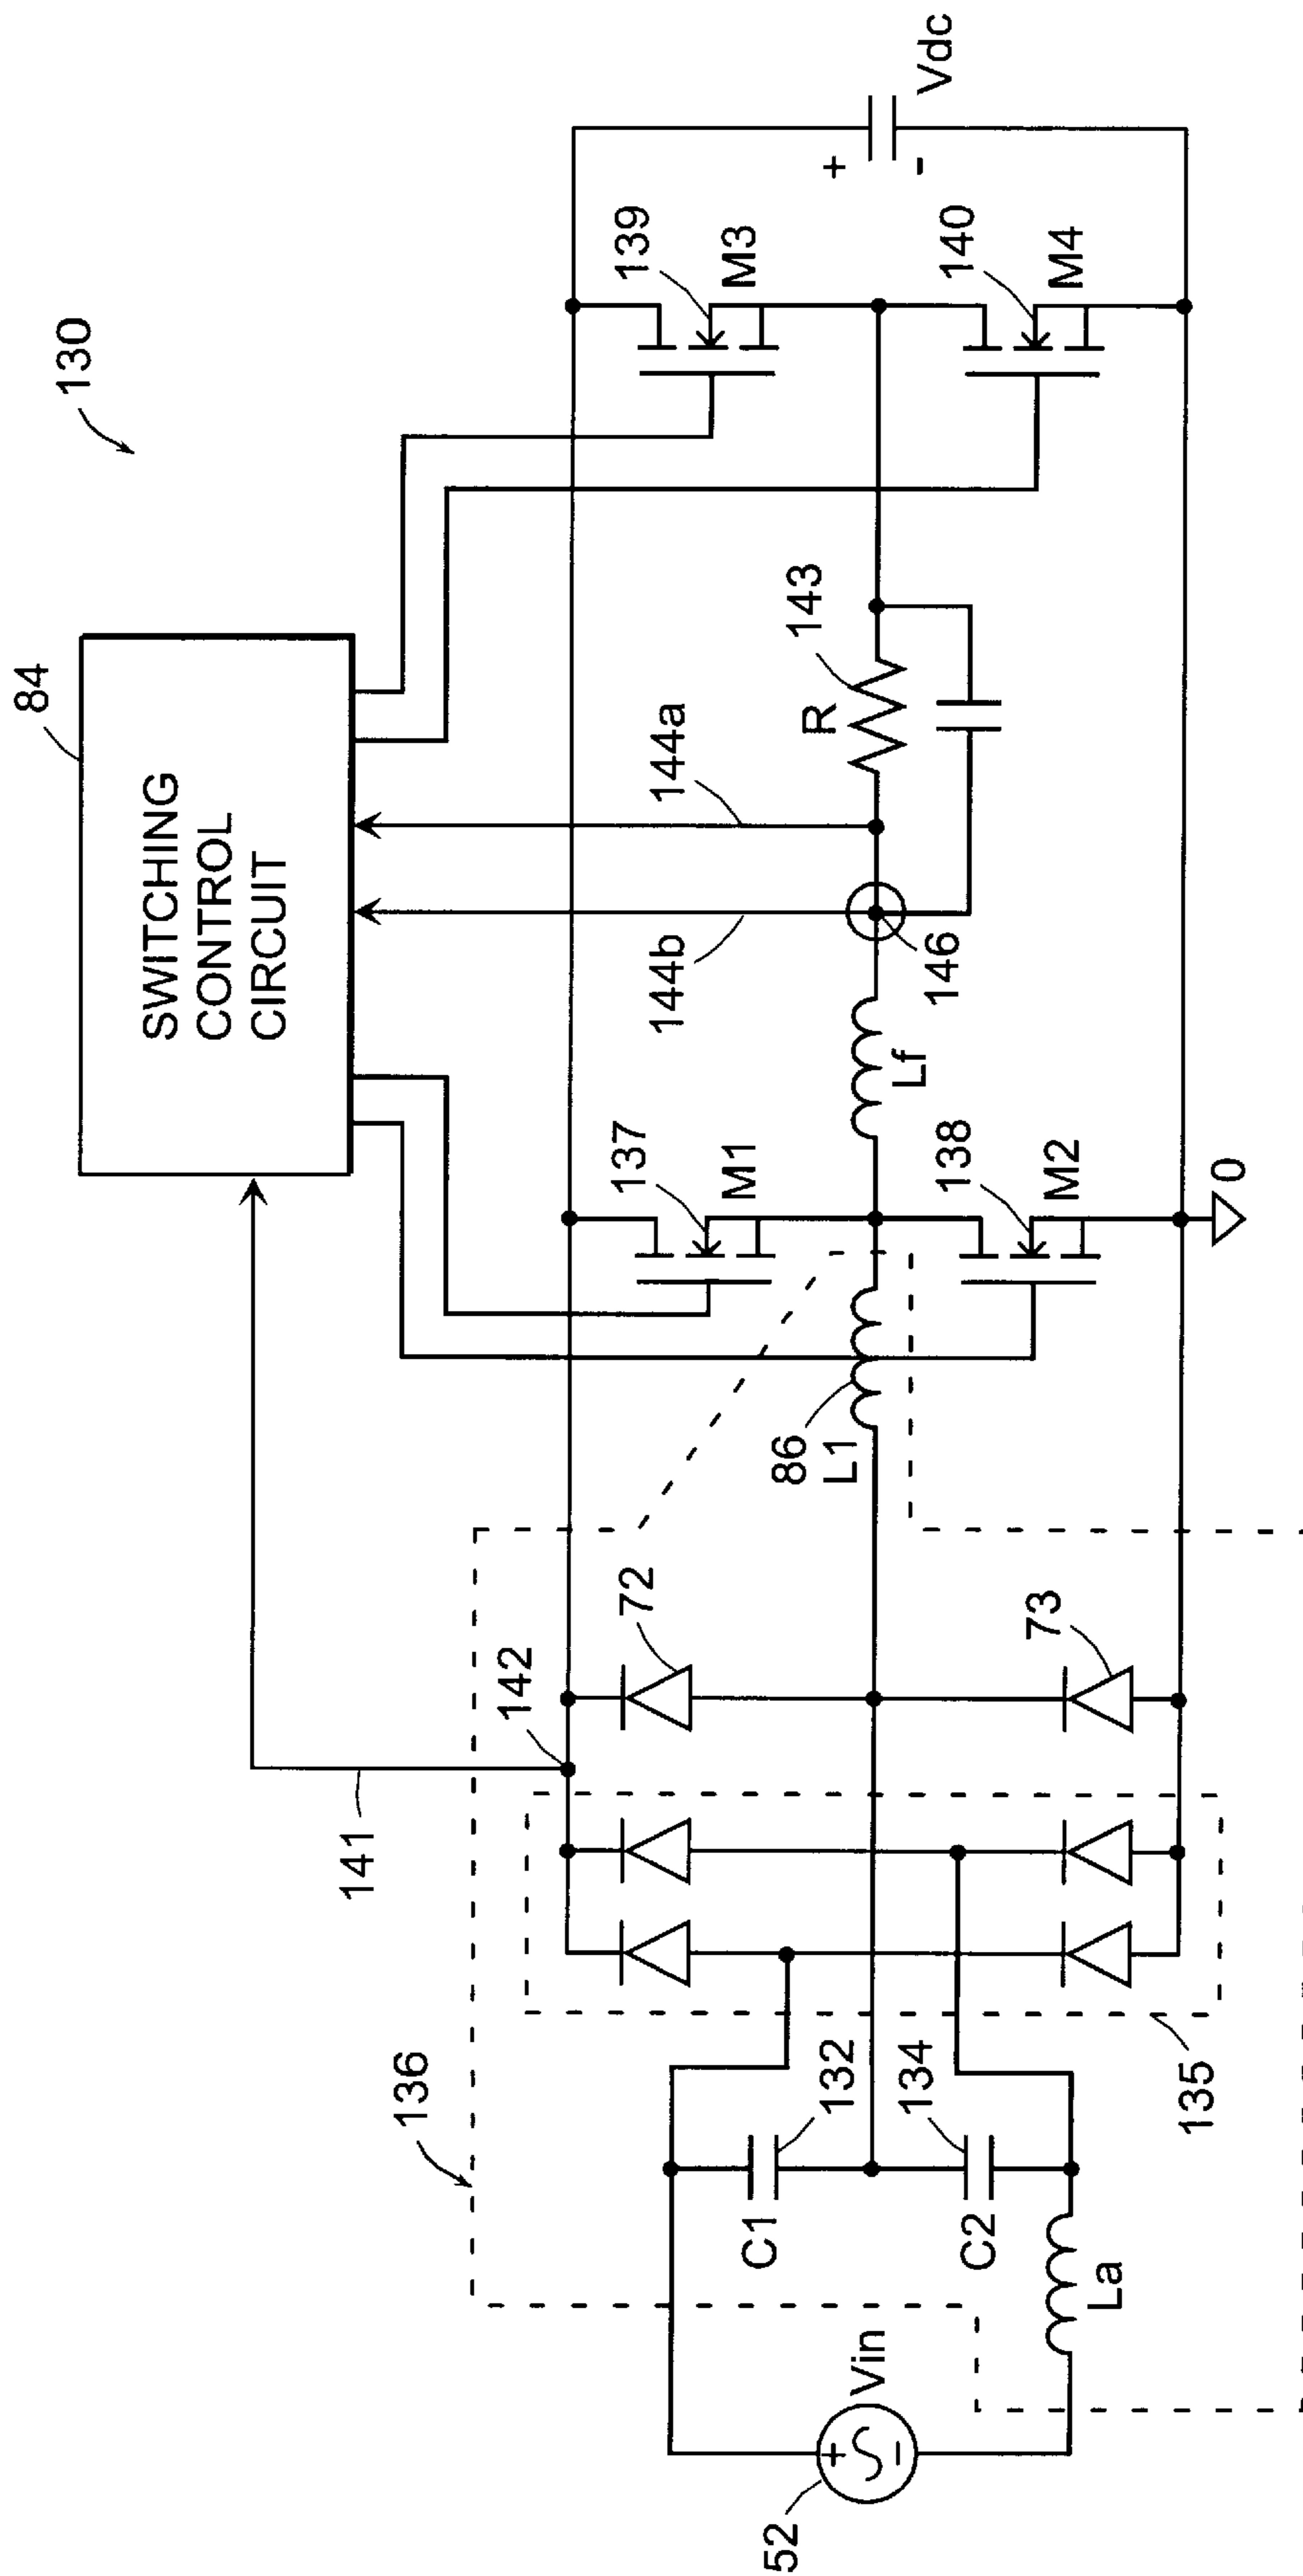 130
84
SWITCHING
CONTROL
CIRCUIT
141
142
136
144b
144a
72
137
M1
139
M3
86
L1
R
143
146
Lf
+
-
Vdc
52
+
-
Vin
C1
132
C2
134
La
135
73
138
M2
0
140
M4